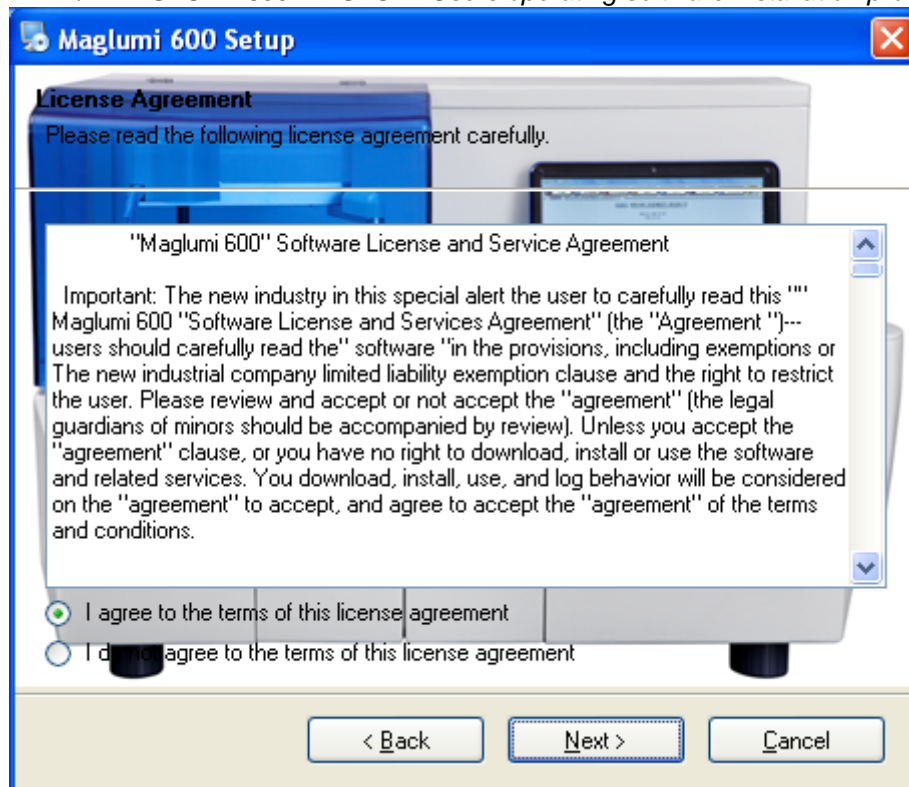 Maglumi 600 Setup
License Agreement
Please read the following license agreement carefully.
"Maglumi 600" Software License and Service Agreement
Important: The new industry in this special alert the user to carefully read this ""
Maglumi 600 "Software License and Services Agreement" (the "Agreement ")---
users should carefully read the" software "in the provisions, including exemptions or
The new industrial company limited liability exemption clause and the right to restrict
the user. Please review and accept or not accept the "agreement" (the legal
guardians of minors should be accompanied by review). Unless you accept the
"agreement" clause, or you have no right to download, install or use the software
and related services. You download, install, use, and log behavior will be considered
on the "agreement" to accept, and agree to accept the "agreement" of the terms
and conditions.
I agree to the terms of this license agreement
I do not agree to the terms of this license agreement
< Back
Next >
Cancel